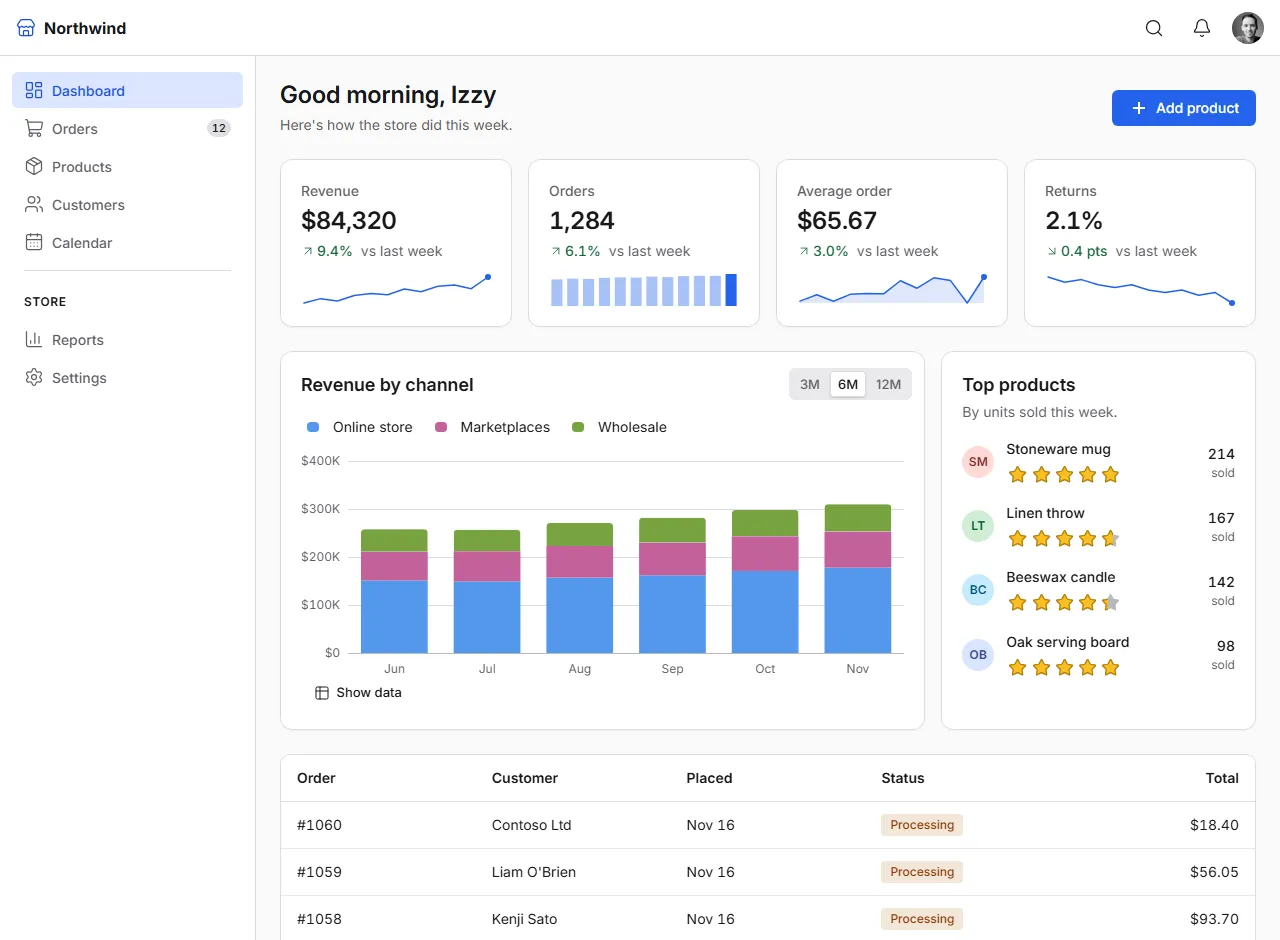 Northwind
Dashboard
Orders 12
Products
Customers
Calendar
STORE
Reports
Settings
Good morning, Izzy
Here's how the store did this week.
Add product
Revenue
$84,320
9.4% vs last week
Orders
1,284
6.1% vs last week
Average order
$65.67
3.0% vs last week
Returns
2.1%
0.4 pts vs last week
Revenue by channel
3M 6M 12M
Online store Marketplaces Wholesale
$400K
$300K
$200K
$100K
$0
Jun Jul Aug Sep Oct Nov
Show data
Top products
By units sold this week.
SM Stoneware mug 214 sold
LT Linen throw 167 sold
BC Beeswax candle 142 sold
OB Oak serving board 98 sold
Order Customer Placed Status Total
#1060 Contoso Ltd Nov 16 Processing $18.40
#1059 Liam O'Brien Nov 16 Processing $56.05
#1058 Kenji Sato Nov 16 Processing $93.70